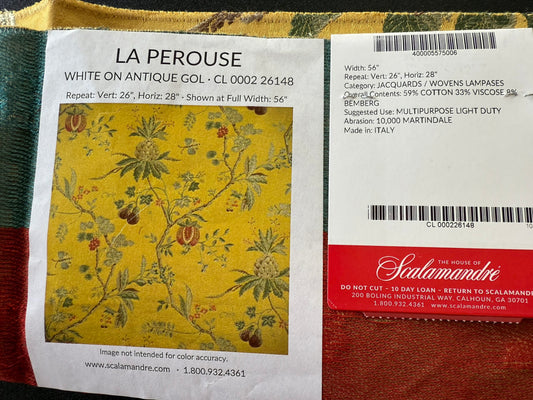 LA PEROUSE
WHITE ON ANTIQUE GOL · CL 0002 26148
Repeat: Vert: 26", Horiz: 28" · Shown at Full Width: 56"
Image not intended for color accuracy.
www.scalamandre.com · 1.800.932.4361
400005575006
Width: 56"
Repeat: Vert: 26", Horiz: 28"
Category: JACQUARDS / WOVENS LAMPASES
Overall Contents: 59% COTTON 33% VISCOSE 9%
BEMBERG
Suggested Use: MULTIPURPOSE LIGHT DUTY
Abrasion: 10,000 MARTINDALE
Made in: ITALY
CL 000226148
10
THE HOUSE OF
Scalamandré
DO NOT CUT - 10 DAY LOAN - RETURN TO SCALAMANDR
200 BOLING INDUSTRIAL WAY, CALHOUN, GA 30701
1.800.932.4361 www.scalamandre.com